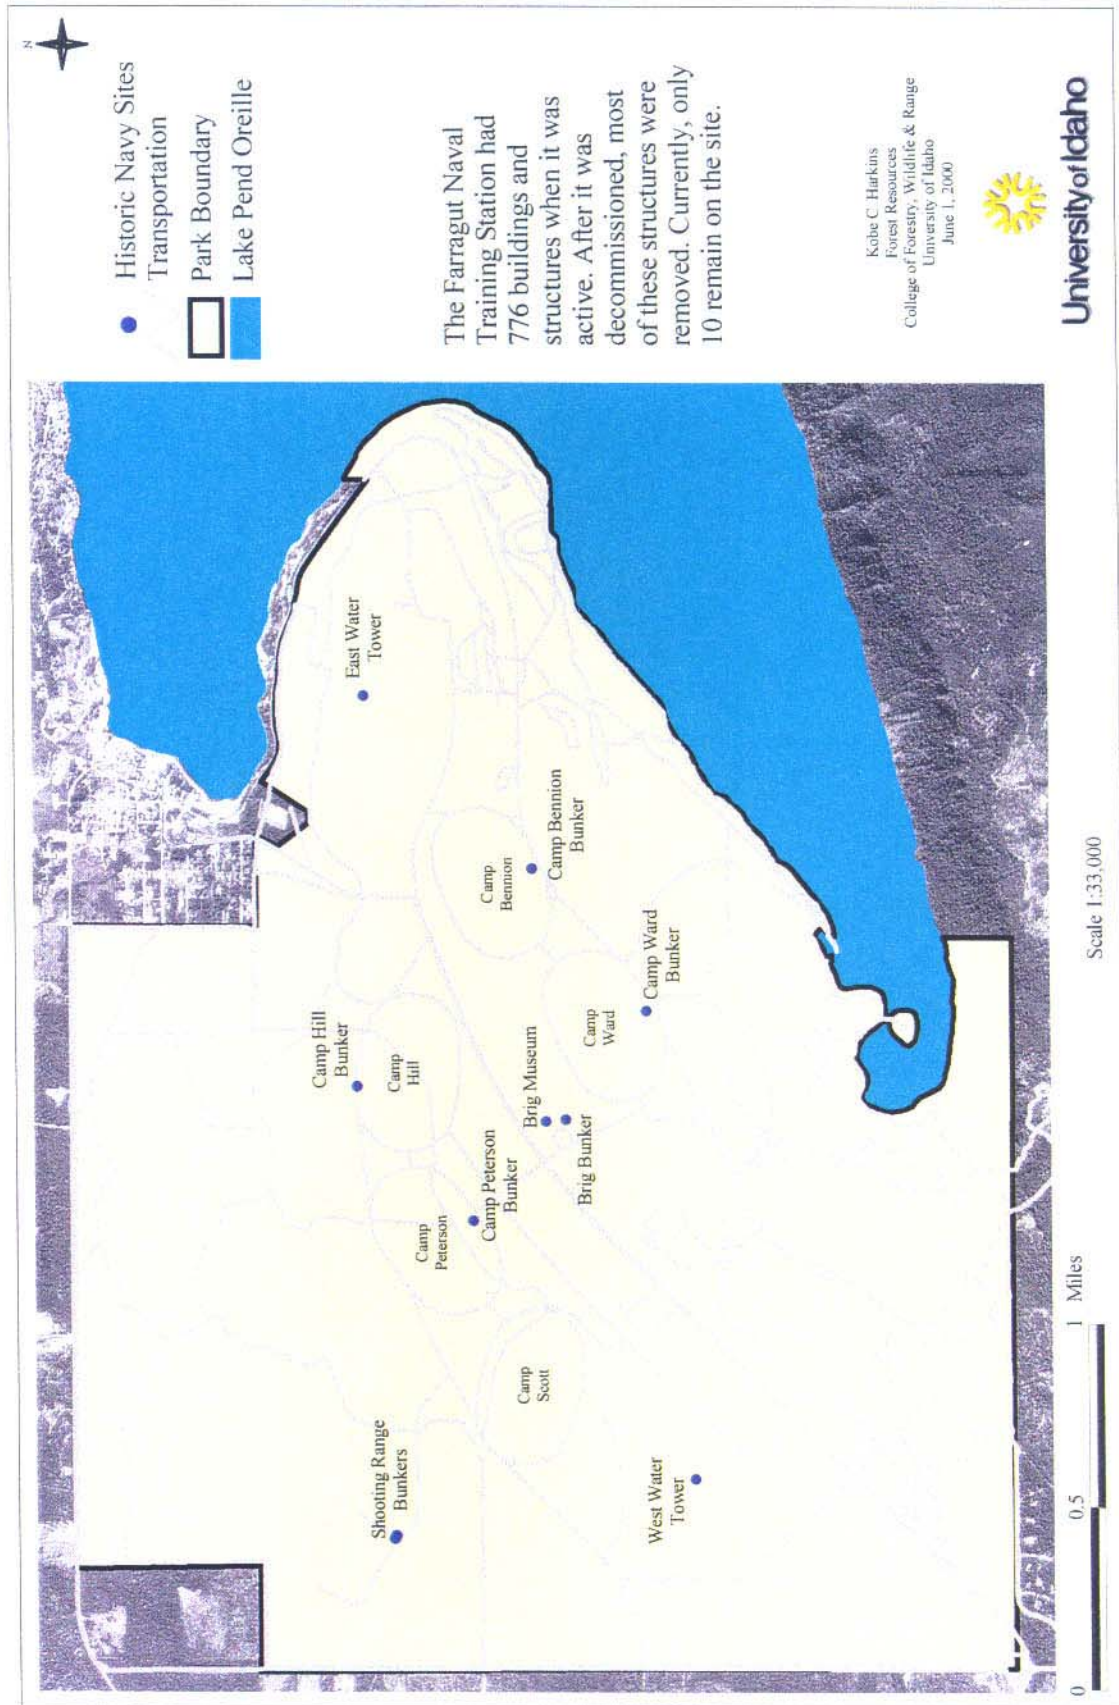 N
Historic Navy Sites
Transportation
Park Boundary
Lake Pend Oreille
The Farragut Naval
Training Station had
776 buildings and
structures when it was
active. After it was
decommissioned, most
of these structures were
removed. Currently, only
10 remain on the site.
Kobe C. Harkins
Forest Resources
College of Forestry, Wildlife & Range
University of Idaho
June 1, 2000
University of Idaho
East Water
Tower
Camp Hill
Bunker
Camp
Hill
Camp
Bennion
Camp Bennion
Bunker
Camp Ward
Bunker
Camp
Ward
Brig Museum
Brig Bunker
Camp Peterson
Bunker
Camp
Peterson
Camp
Scott
Shooting Range
Bunkers
West Water
Tower
0
0.5
1 Miles
Scale 1:33,000